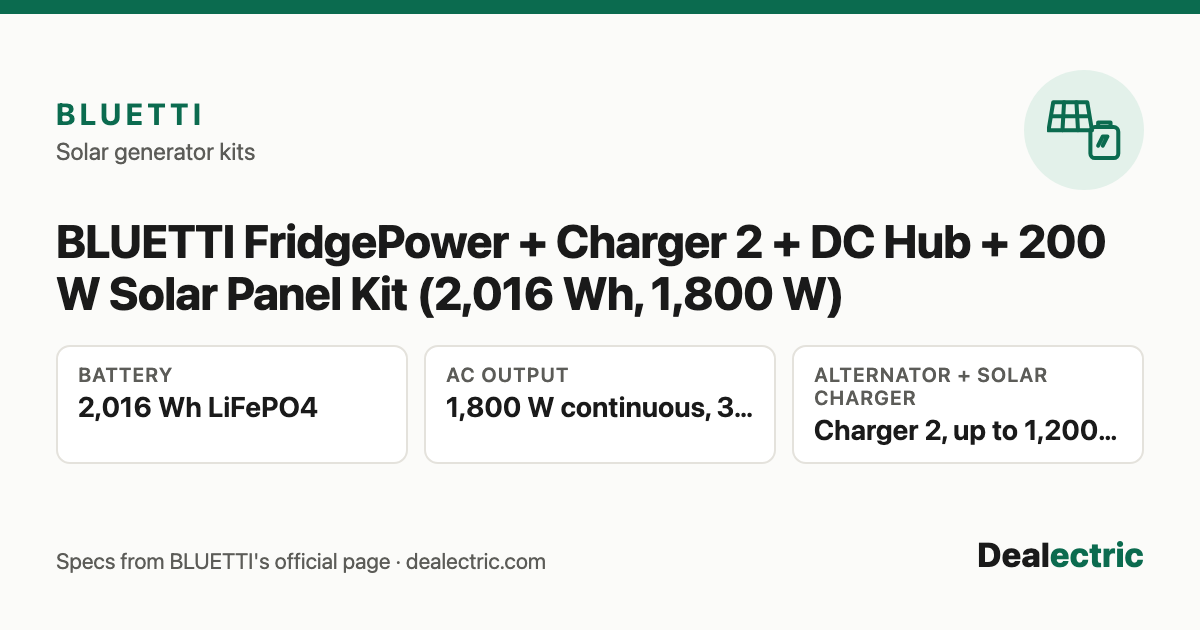 BLUETTI
Solar generator kits
BLUETTI FridgePower + Charger 2 + DC Hub + 200
W Solar Panel Kit (2,016 Wh, 1,800 W)
BATTERY
2,016 Wh LiFePO4
AC OUTPUT
1,800 W continuous, 3...
ALTERNATOR + SOLAR
CHARGER
Charger 2, up to 1,200...
Specs from BLUETTI's official page · dealectric.com
Dealectric